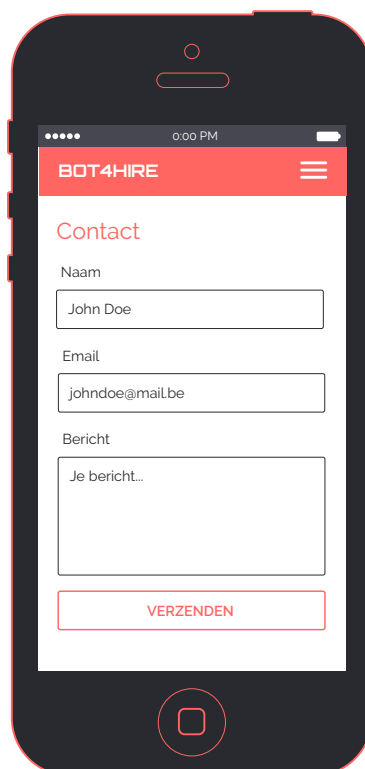 0:00 PM
BOT4HIRE
Contact
Naam
John Doe
Email
johndoe@mail.be
Bericht
Je bericht...
VERZENDEN